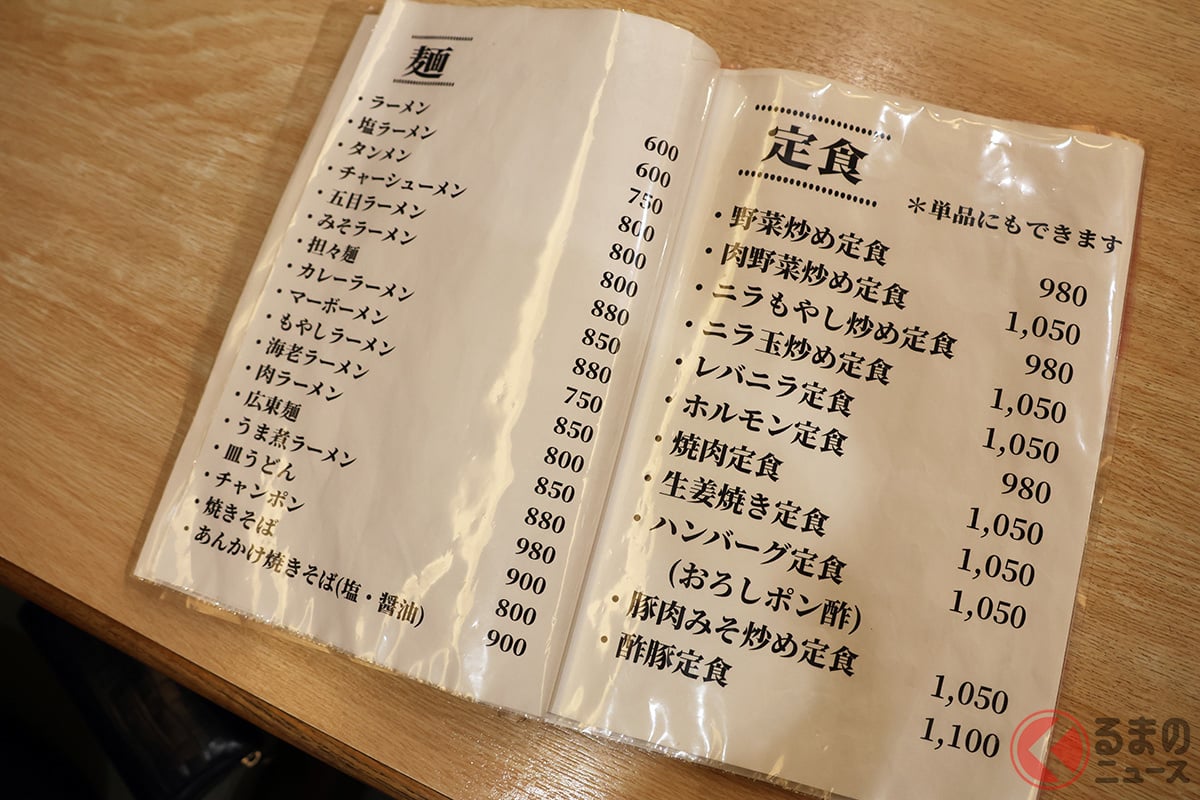 麺
・ラーメン 600
・塩ラーメン 600
・タンメン 750
・チャーシューメン 800
・五目ラーメン 800
・みそラーメン 800
・担々麺 880
・カレーラーメン 850
・マーボーメン 880
・もやしラーメン 750
・海老ラーメン 850
・肉ラーメン 800
・広東麺 850
・うま煮ラーメン 880
・皿うどん 980
・チャンポン 900
・焼きそば 800
・あんかけ焼きそば(塩・醤油) 900
定食
＊単品にもできます
・野菜炒め定食 980
・肉野菜炒め定食 1,050
・ニラもやし炒め定食 980
・ニラ玉炒め定食 1,050
・レバニラ定食 1,050
・ホルモン定食 980
・焼肉定食 1,050
・生姜焼き定食 1,050
・ハンバーグ定食 1,050
(おろしポン酢)
・豚肉みそ炒め定食 1,050
・酢豚定食 1,100
くるまの
ニュース